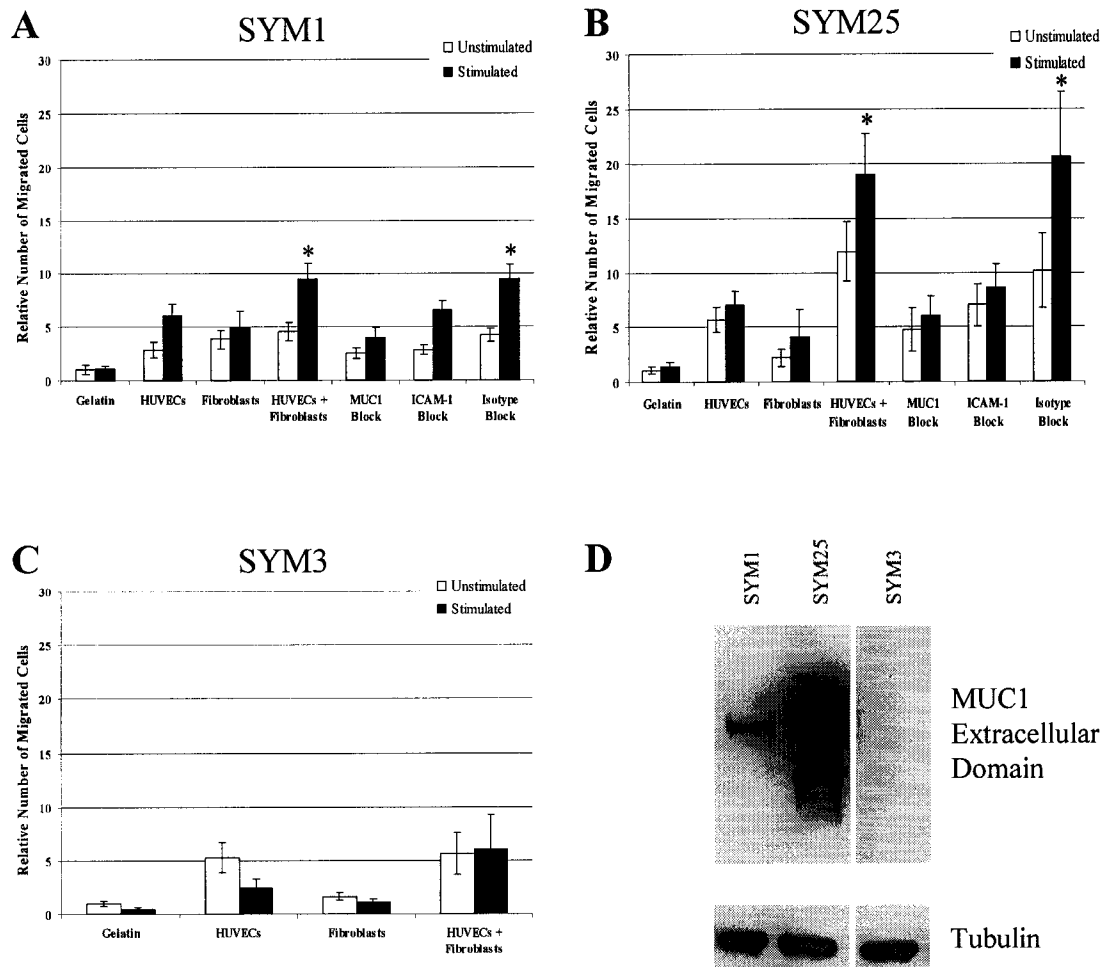 A
SYM1
Unstimulated
Stimulated
Relative Number of Migrated Cells
30
25
20
15
10
5
0
*
*
Gelatin
HUVECs
Fibroblasts
HUVECs +
Fibroblasts
MUC1
Block
ICAM-1
Block
Isotype
Block
B
SYM25
Unstimulated
Stimulated
Relative Number of Migrated Cells
30
25
20
15
10
5
0
*
*
Gelatin
HUVECs
Fibroblasts
HUVECs +
Fibroblasts
MUC1
Block
ICAM-1
Block
Isotype
Block
C
SYM3
Unstimulated
Stimulated
Relative Number of Migrated Cells
30
25
20
15
10
5
0
Gelatin
HUVECs
Fibroblasts
HUVECs +
Fibroblasts
D
SYM1
SYM25
SYM3
MUC1
Extracellular
Domain
Tubulin